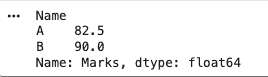 ... Name
A    82.5
B    90.0
Name: Marks, dtype: float64